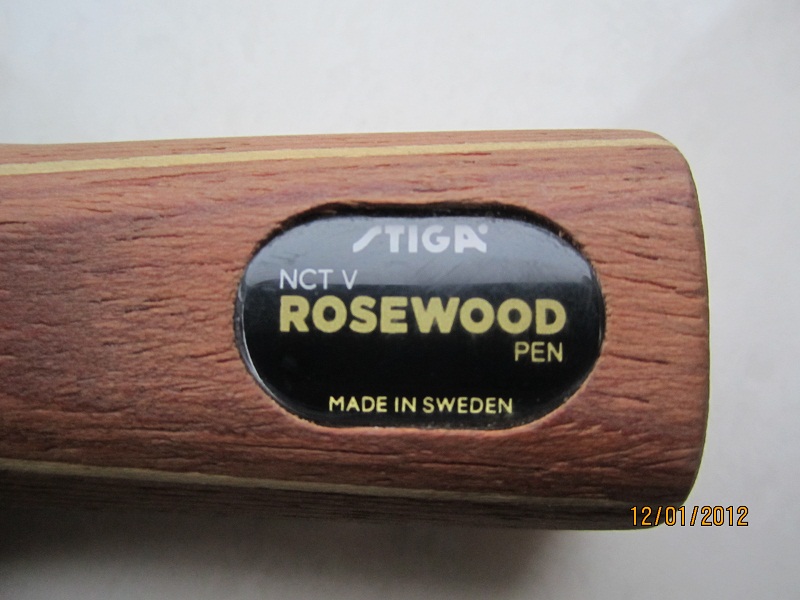 STIGA
NCT V
ROSEWOOD
PEN
MADE IN SWEDEN
12/01/2012